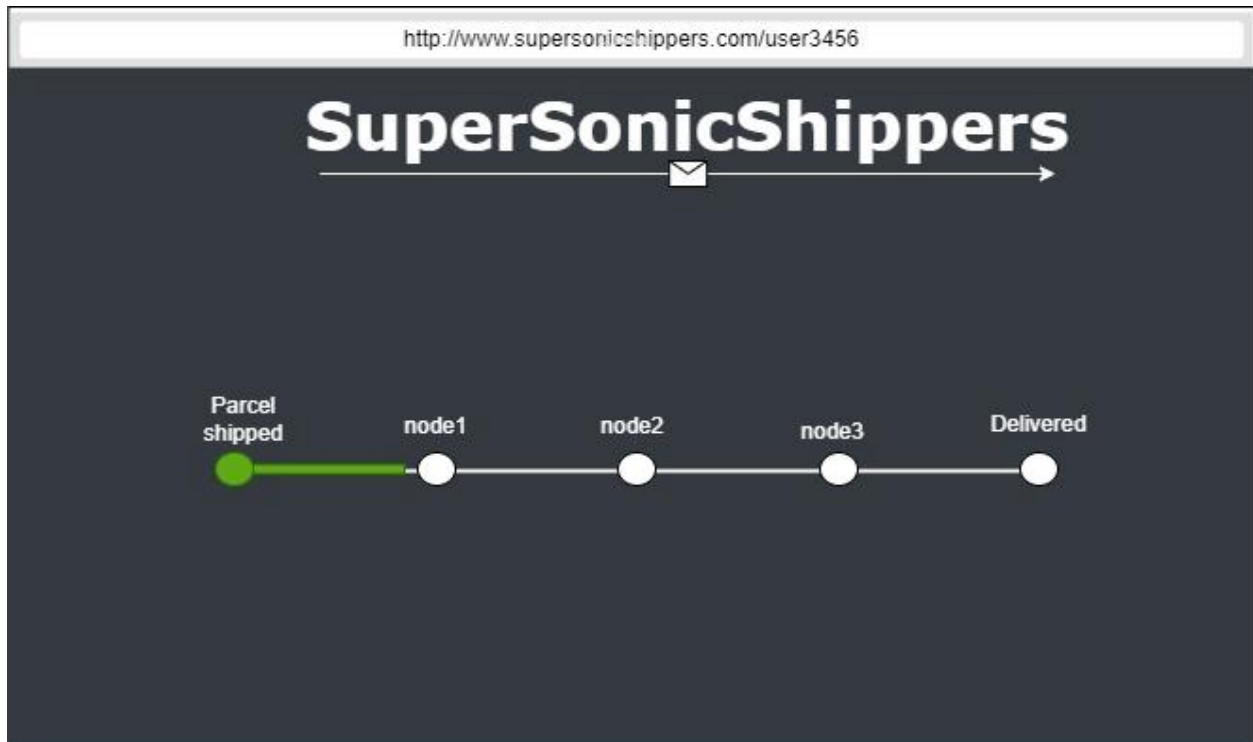 http://www.supersonicshippers.com/user3456
SuperSonicShippers
Parcel
shipped
node1
node2
node3
Delivered